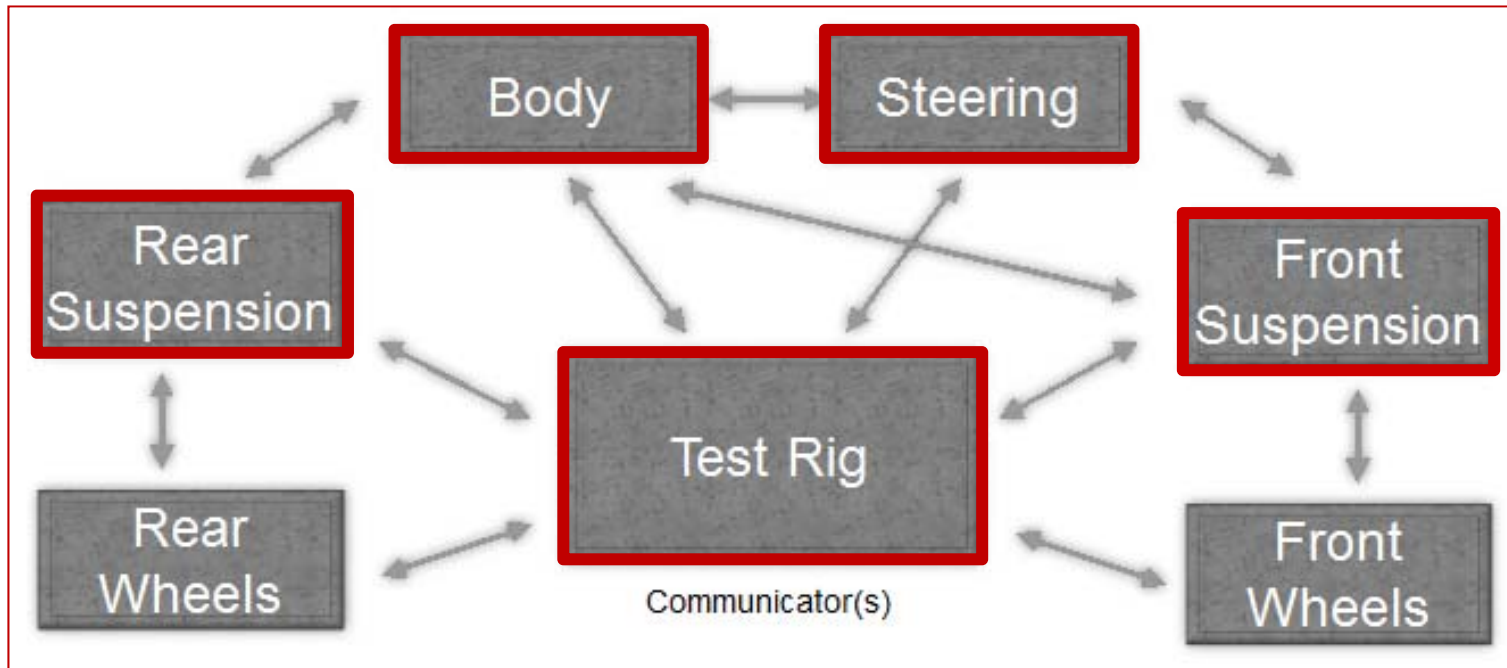 Body
Steering
Rear
Suspension
Front
Suspension
Test Rig
Rear
Wheels
Front
Wheels
Communicator(s)